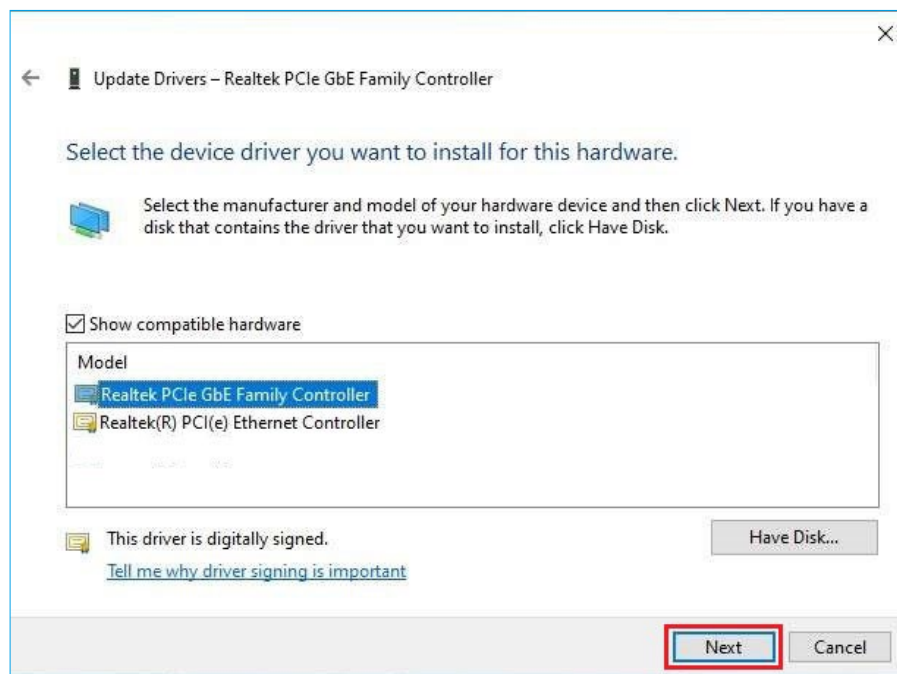 Update Drivers – Realtek PCIe GbE Family Controller
Select the device driver you want to install for this hardware.
Select the manufacturer and model of your hardware device and then click Next. If you have a
disk that contains the driver that you want to install, click Have Disk.
Show compatible hardware
Model
Realtek PCIe GbE Family Controller
Realtek(R) PCI(e) Ethernet Controller
This driver is digitally signed.
Have Disk...
Tell me why driver signing is important
Next
Cancel